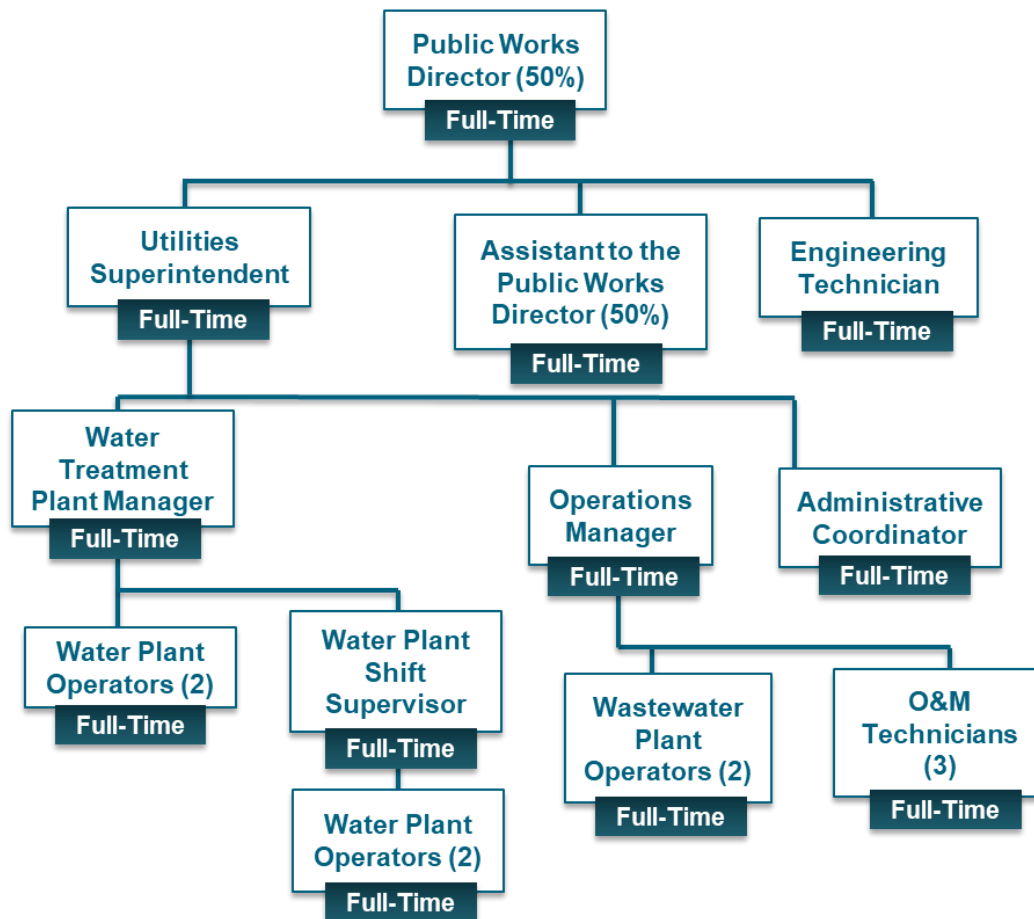 Public Works
Director (50%)
Full-Time
Utilities
Superintendent
Full-Time
Assistant to the
Public Works
Director (50%)
Full-Time
Engineering
Technician
Full-Time
Water
Treatment
Plant Manager
Full-Time
Operations
Manager
Full-Time
Administrative
Coordinator
Full-Time
Water Plant
Operators (2)
Full-Time
Water Plant
Shift
Supervisor
Full-Time
Wastewater
Plant
Operators (2)
Full-Time
O&M
Technicians
(3)
Full-Time
Water Plant
Operators (2)
Full-Time